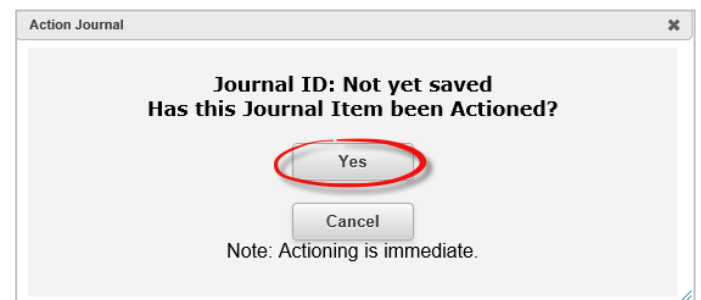 Action Journal
Journal ID: Not yet saved
Has this Journal Item been Actioned?
Yes
Cancel
Note: Actioning is immediate.